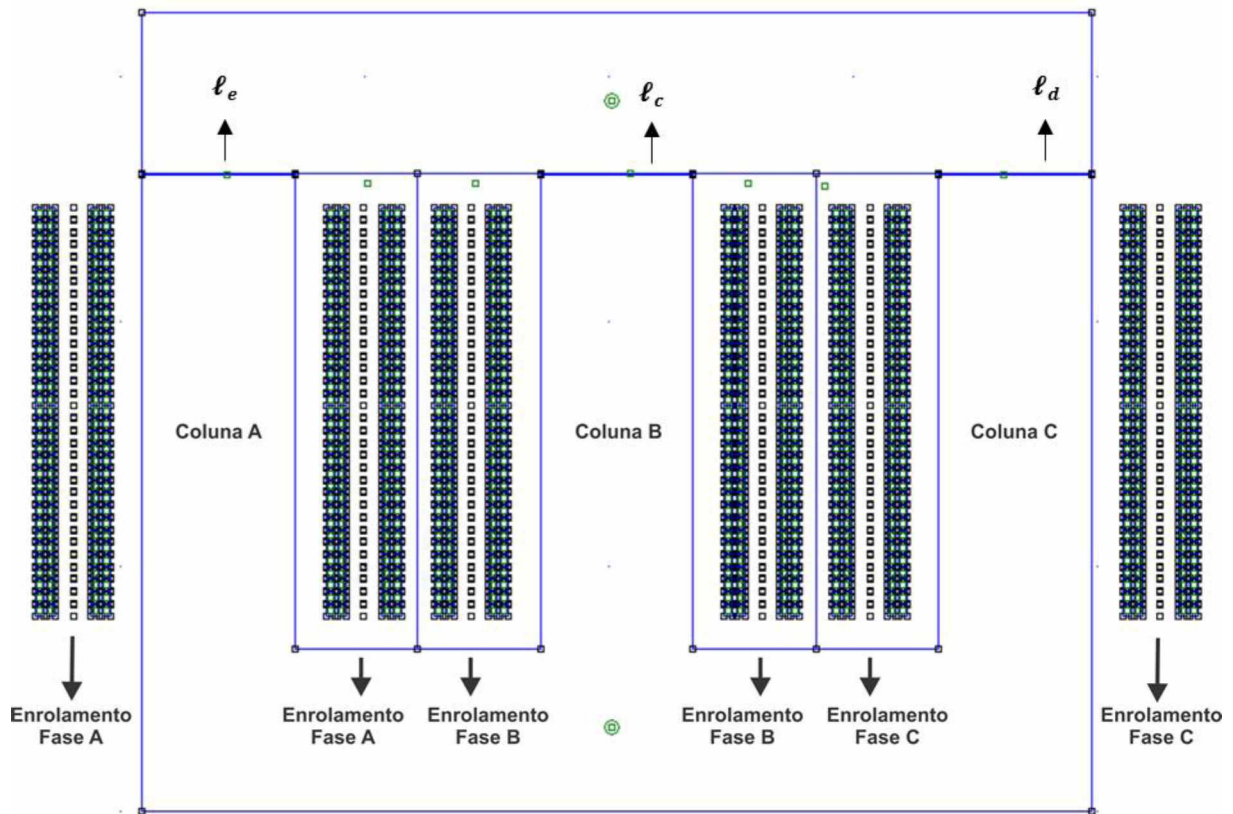 ℓe
ℓc
ℓd
Coluna A
Coluna B
Coluna C
Enrolamento
Fase A
Enrolamento
Fase A
Enrolamento
Fase B
Enrolamento
Fase B
Enrolamento
Fase C
Enrolamento
Fase C